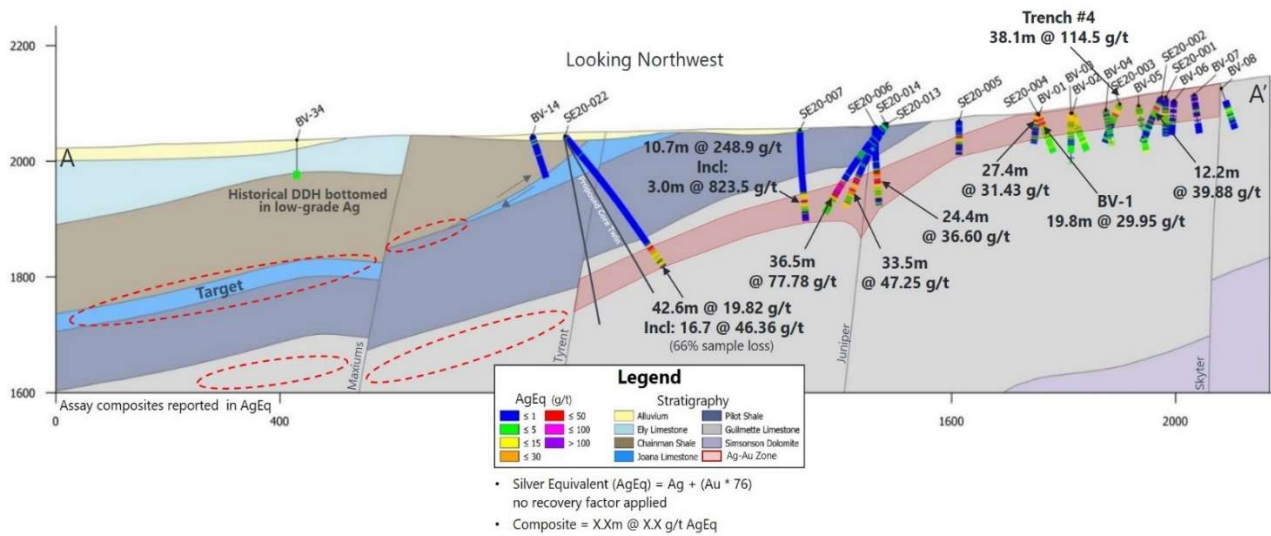 Trench #4
38.1m @ 114.5 g/t
2200
Looking Northwest
SE20-002
SE20-001
BV-07
BV-08
BV-03
BV-04
SE20-003
BV-05
BV-06
SE20-004
BV-01
BV-02
SE20-005
SE20-006
SE20-014
SE20-013
SE20-007
BV-14
SE20-022
BV-34
A
A'
2000
10.7m @ 248.9 g/t
Incl:
3.0m @ 823.5 g/t
Historical DDH bottomed
in low-grade Ag
Proposed Core Twin
27.4m
@ 31.43 g/t
BV-1
19.8m @ 29.95 g/t
12.2m
@ 39.88 g/t
24.4m
@ 36.60 g/t
36.5m
@ 77.78 g/t
33.5m
@ 47.25 g/t
1800
Target
42.6m @ 19.82 g/t
Incl: 16.7 @ 46.36 g/t
(66% sample loss)
Maxiums
Tyrent
Juniper
Skyter
1600
Assay composites reported in AgEq
400
1600
2000
Legend
AgEq (g/t)
Stratigraphy
≤ 1
≤ 50
Alluvium
Pilot Shale
≤ 5
≤ 100
Ely Limestone
Guilmette Limestone
≤ 15
> 100
Chainman Shale
Simsonson Dolomite
≤ 30
Joana Limestone
Ag-Au Zone
• Silver Equivalent (AgEq) = Ag + (Au * 76)
no recovery factor applied
• Composite = X.Xm @ X.X g/t AgEq